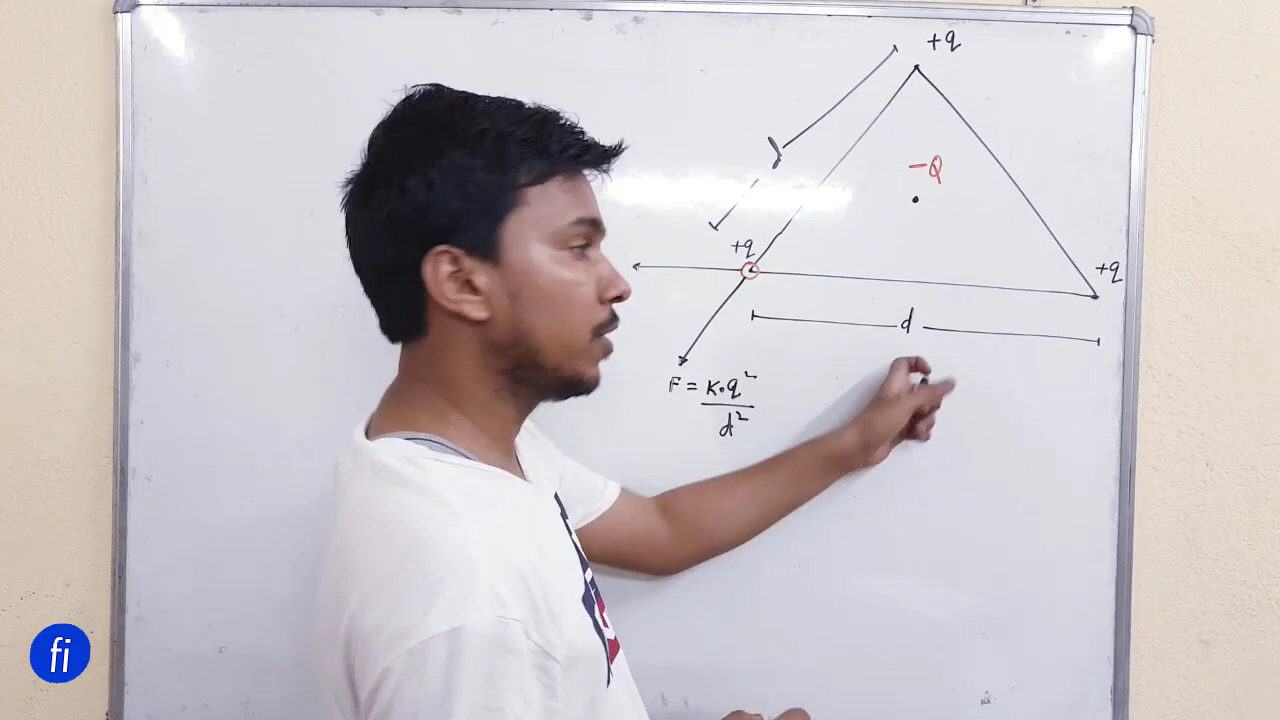 +q
-Q
+q
+q
d
F = K.q²
d²
fi